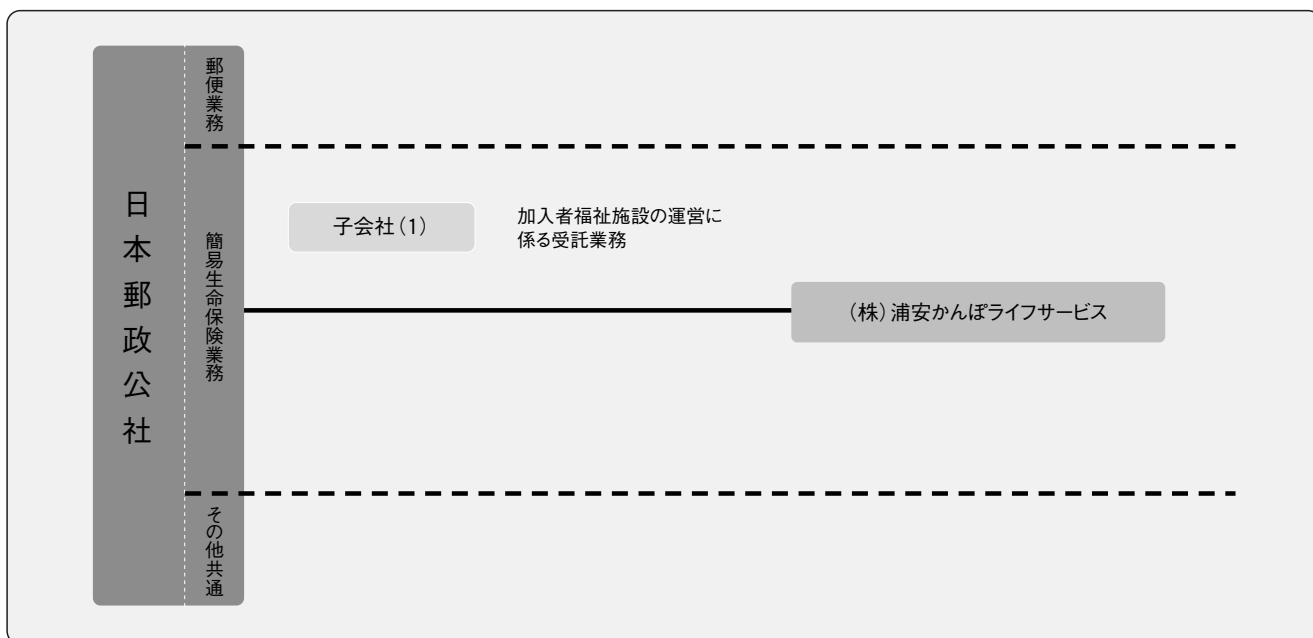 日本郵政公社
郵便業務
簡易生命保険業務
その他共通
子会社(1)
加入者福祉施設の運営に
係る受託業務
(株)浦安かんぽライフサービス